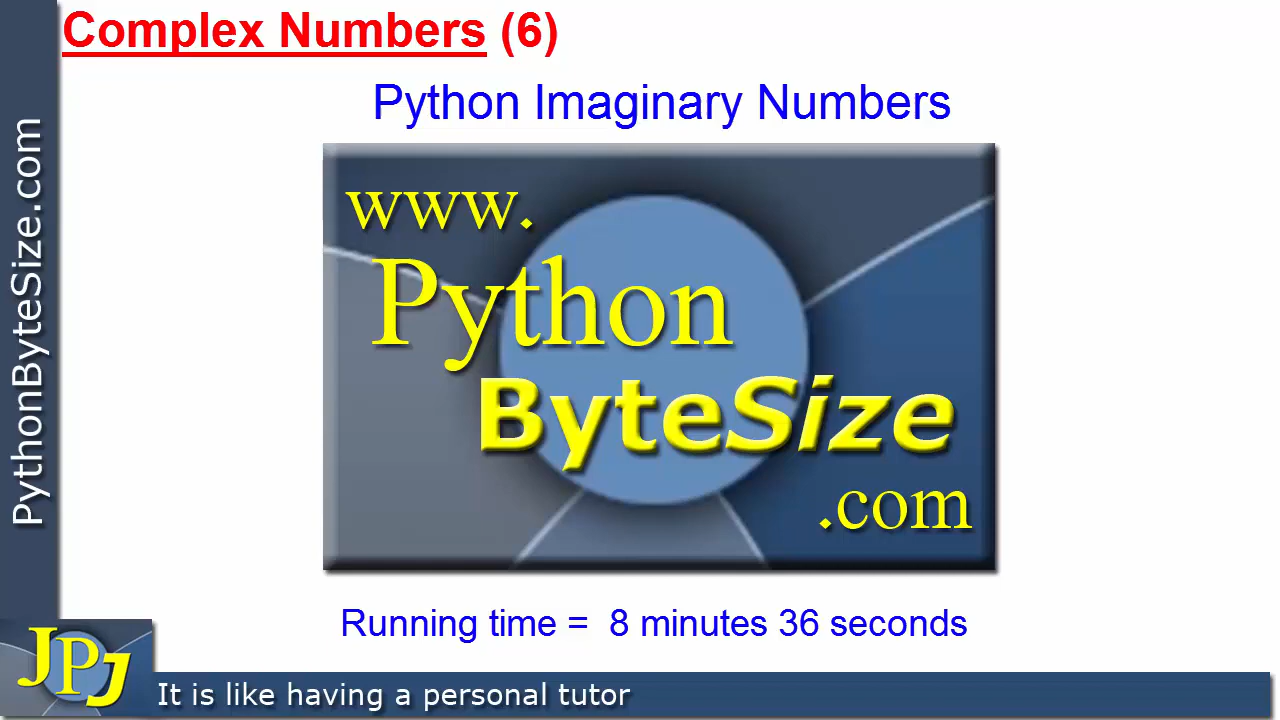 Complex Numbers (6)
Python Imaginary Numbers
www.
Python
ByteSize
.com
Running time = 8 minutes 36 seconds
PythonByteSize.com
JPJ
It is like having a personal tutor